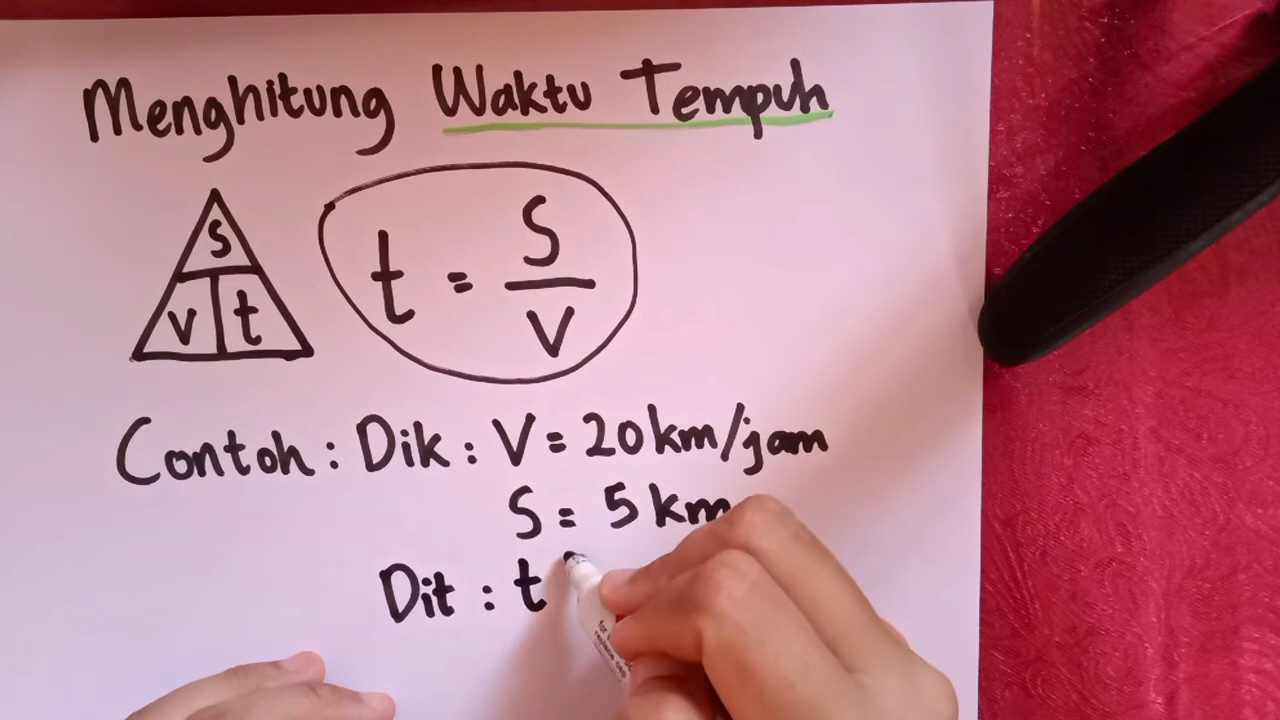 Menghitung Waktu Tempuh
S
V t
t = S / V
Contoh : Dik : V = 20 km/jam
S = 5 km
Dit : t